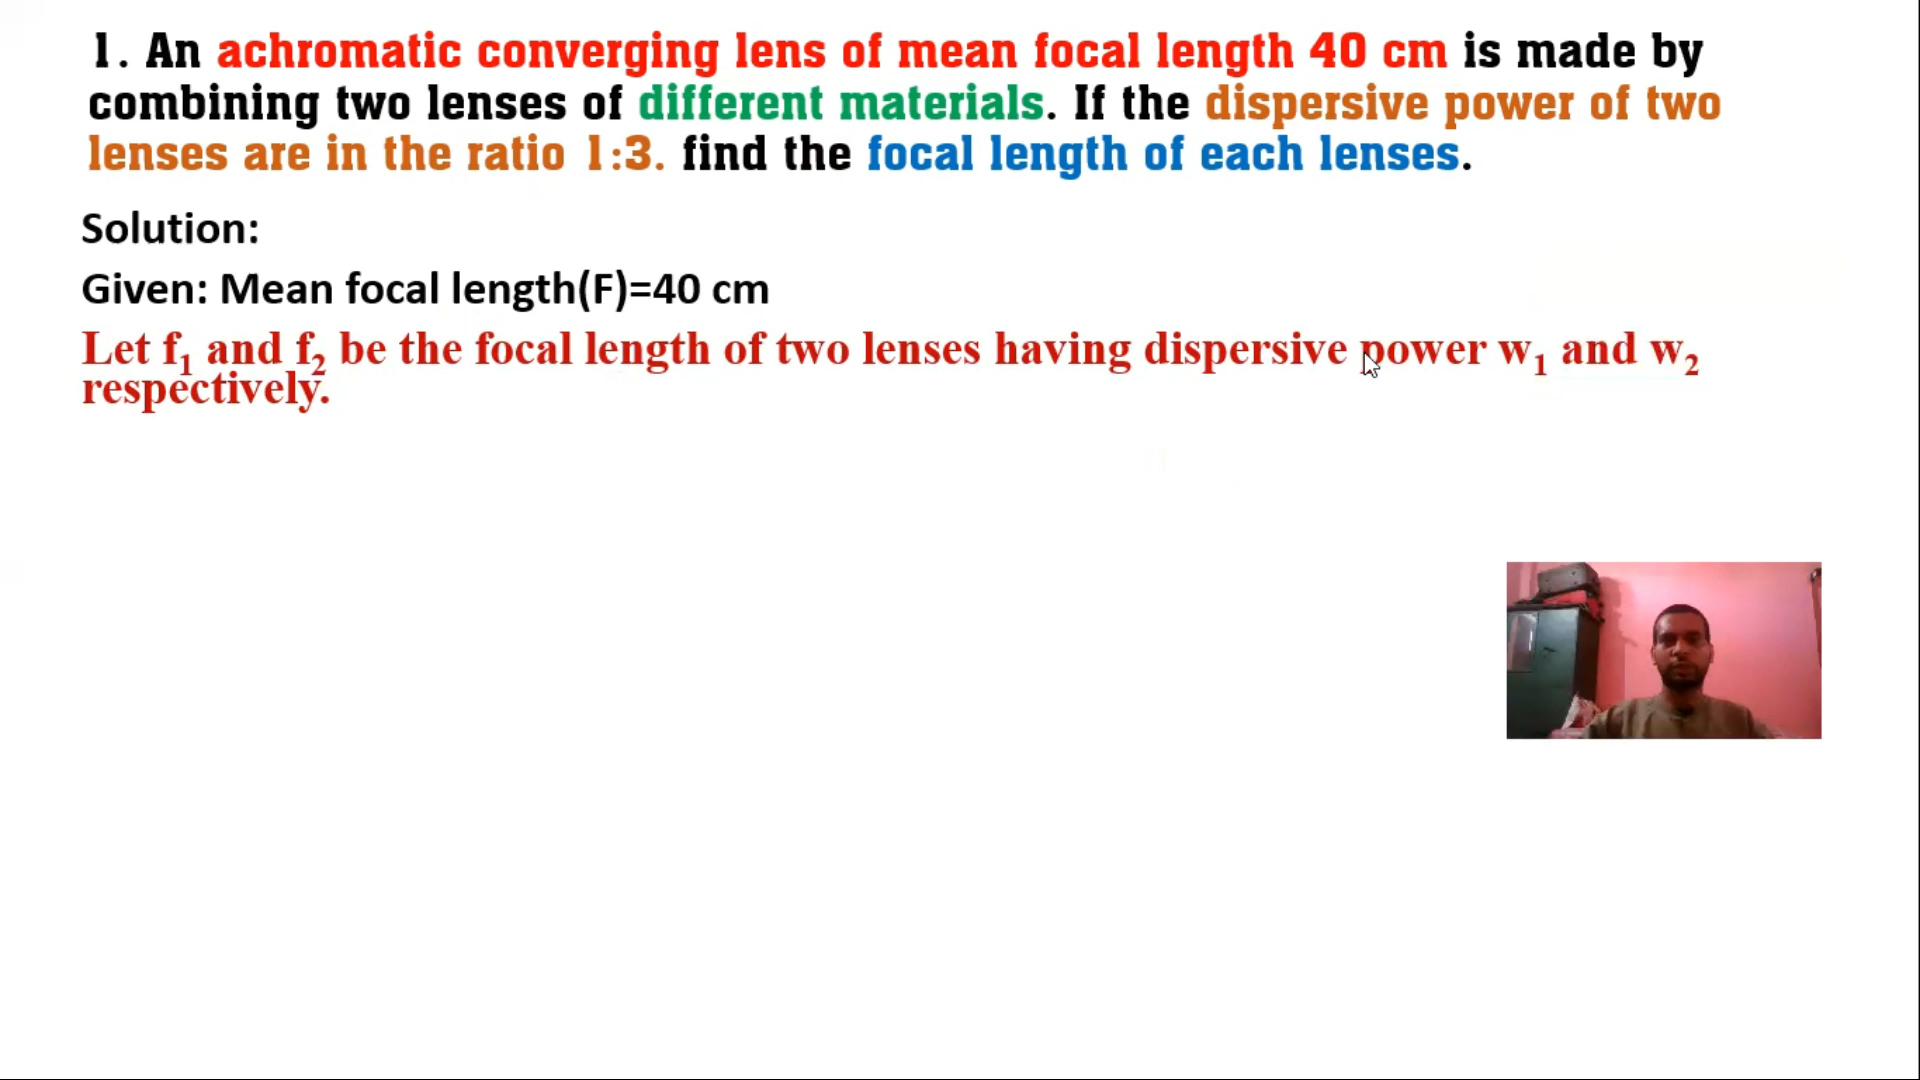 1. An achromatic converging lens of mean focal length 40 cm is made by
combining two lenses of different materials. If the dispersive power of two
lenses are in the ratio 1:3. find the focal length of each lenses.
Solution:
Given: Mean focal length(F)=40 cm
Let f₁ and f₂ be the focal length of two lenses having dispersive power w₁ and w₂
respectively.